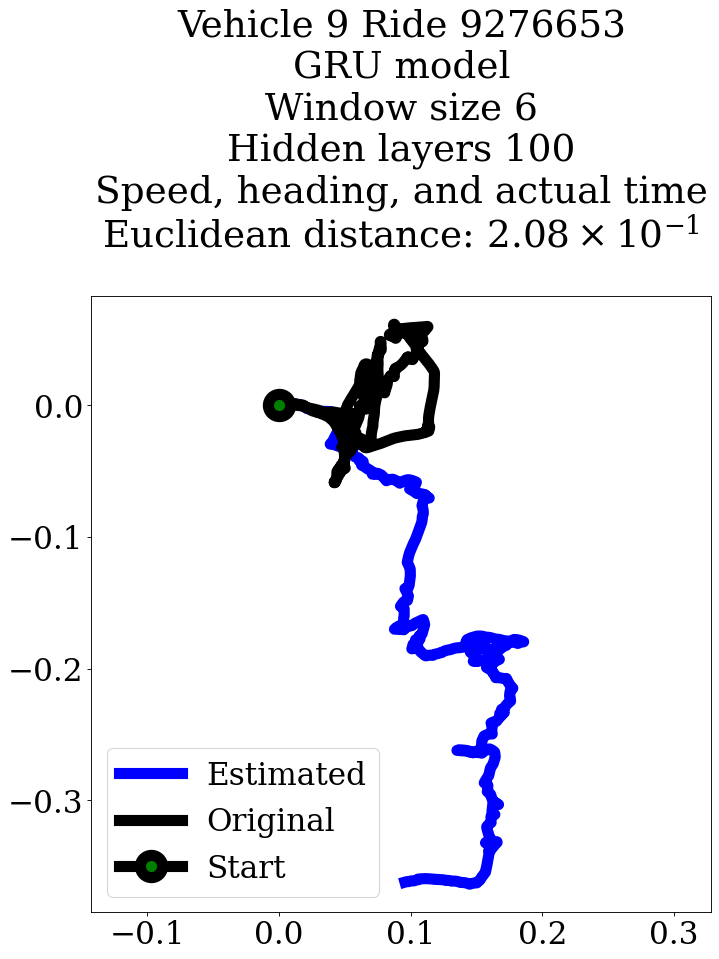 Vehicle 9 Ride 9276653
GRU model
Window size 6
Hidden layers 100
Speed, heading, and actual time
Euclidean distance: 2.08 × 10⁻¹
0.0
−0.1
−0.2
−0.3
Estimated
Original
Start
−0.1 0.0 0.1 0.2 0.3